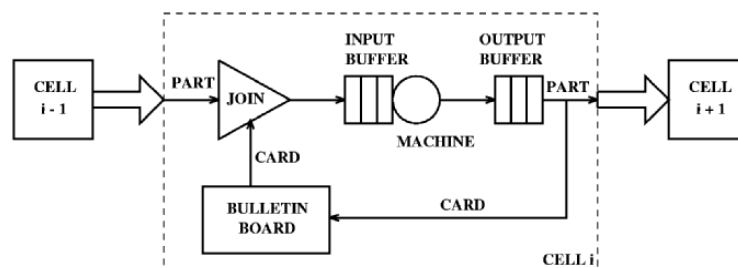 CELL
i - 1
PART
JOIN
INPUT
BUFFER
MACHINE
OUTPUT
BUFFER
PART
CELL
i + 1
CARD
BULLETIN
BOARD
CARD
CELL i